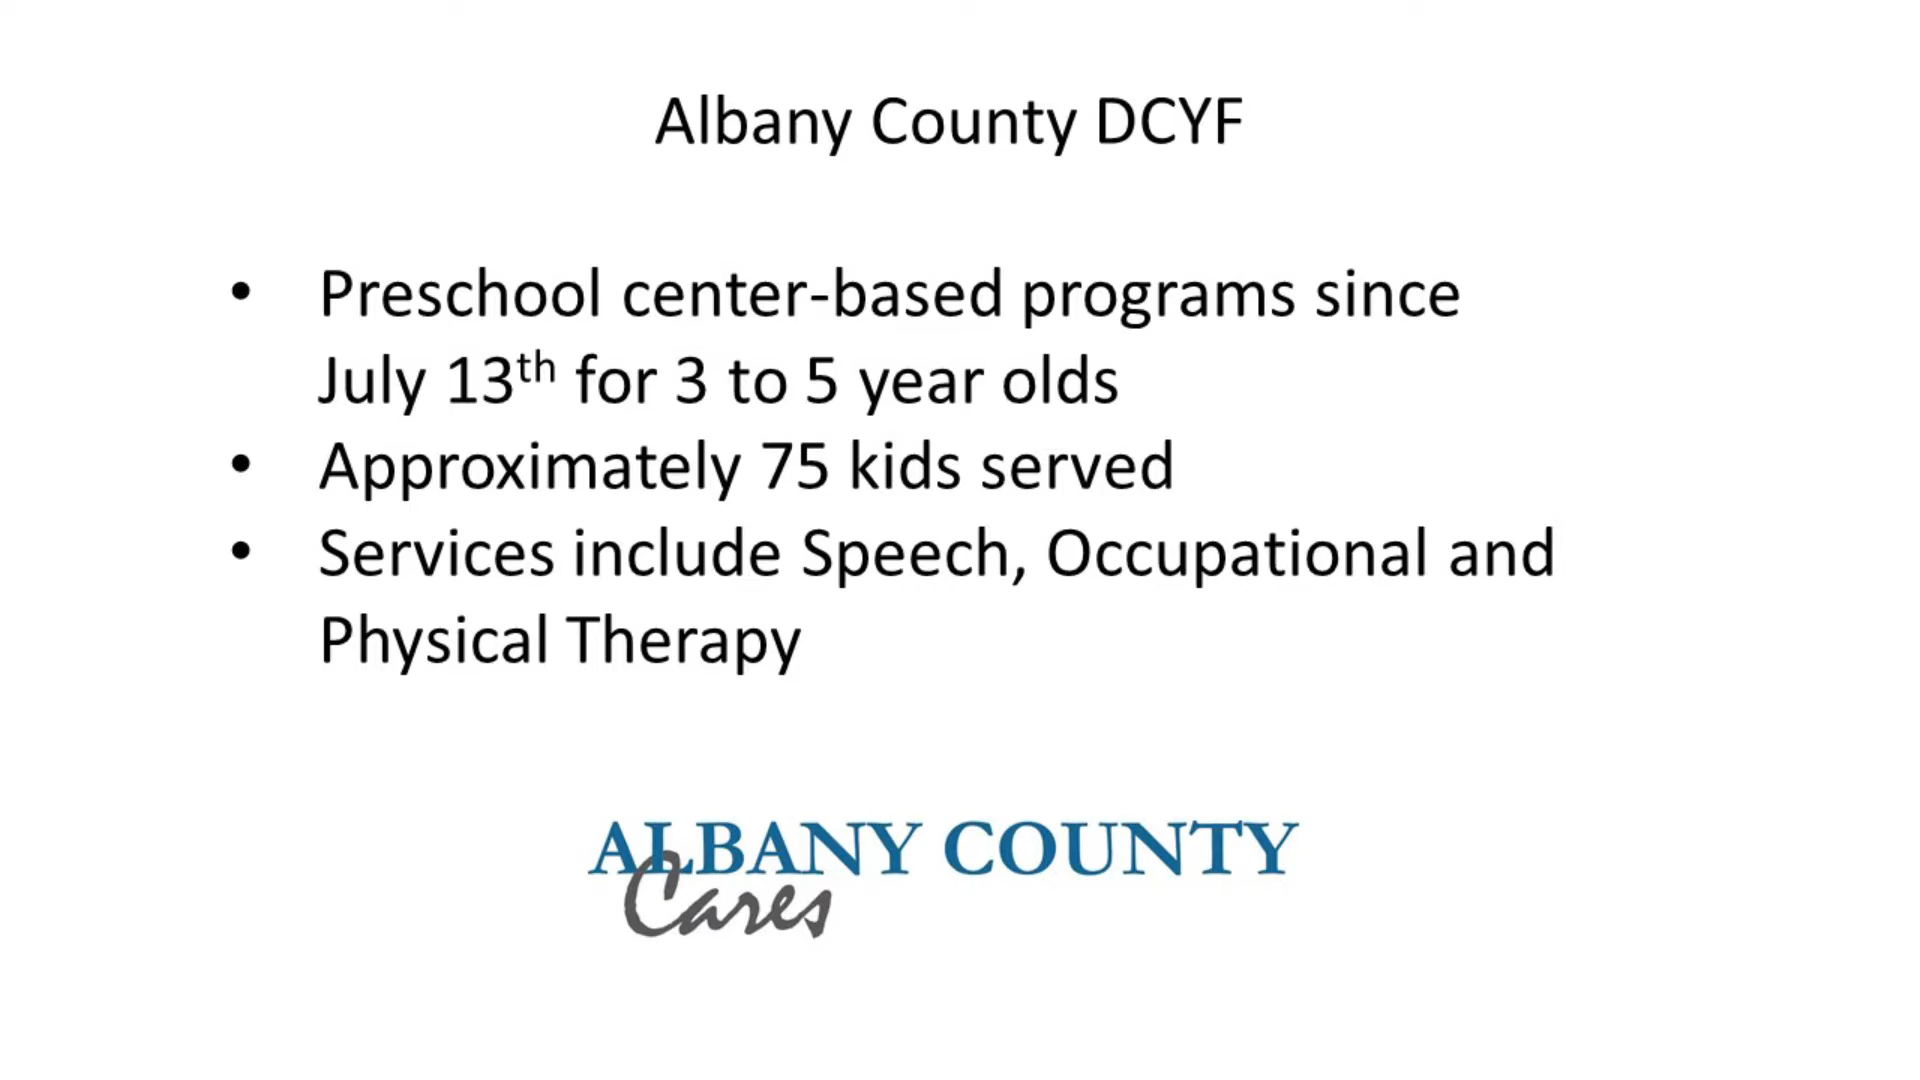 Albany County DCYF
• Preschool center-based programs since
July 13th for 3 to 5 year olds
• Approximately 75 kids served
• Services include Speech, Occupational and
Physical Therapy
ALBANY COUNTY
Cares